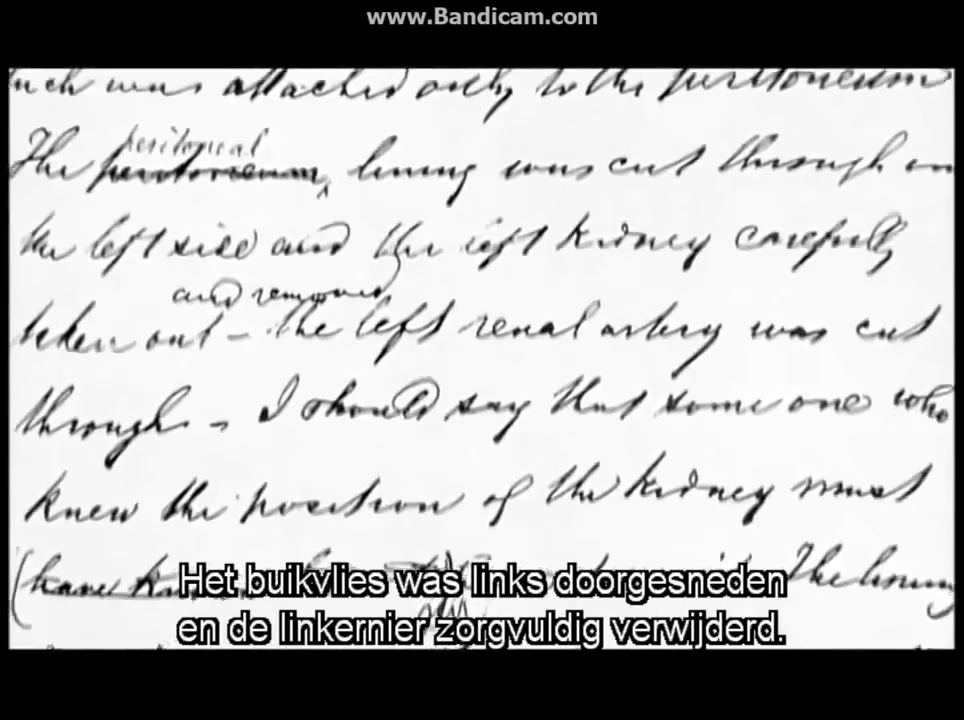 www.Bandicam.com
was attached only to the peritoneum
peritoneal
The peritoneum, lining was cut through on
the left side and the left kidney carefully
and removed
taken out – the left renal artery was cut
through – I should say that some one who
knew the position of the kidney must
(have The lining
Het buikvlies was links doorgesneden
en de linkernier zorgvuldig verwijderd.